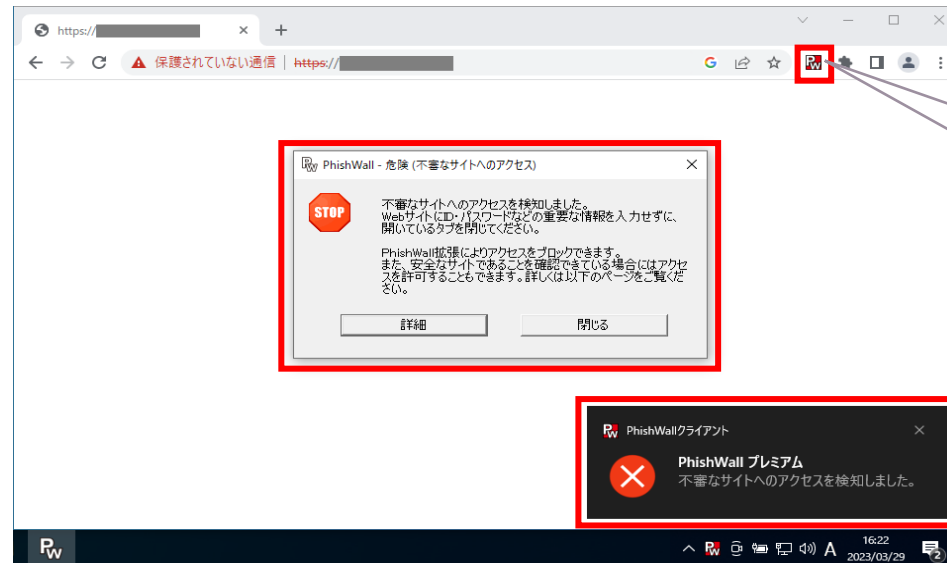 https://
保護されていない通信 | https://
PhishWall - 危険 (不審なサイトへのアクセス)
STOP
不審なサイトへのアクセスを検知しました。
WebサイトにID・パスワードなどの重要な情報を入力せずに、
開いているタブを閉じてください。
PhishWall拡張によりアクセスをブロックできます。
また、安全なサイトであることを確認できている場合にはアクセ
スを許可することもできます。詳しくは以下のページをご覧くだ
さい。
詳細
閉じる
PhishWallクライアント
PhishWall プレミアム
不審なサイトへのアクセスを検知しました。
PW
A
16:22
2023/03/29
2